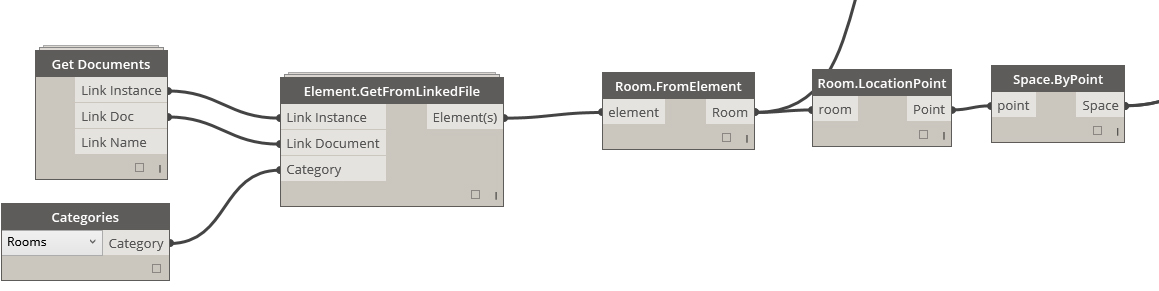 Get Documents
Link Instance
Link Doc
Link Name
Categories
Rooms
Category
Element.GetFromLinkedFile
Link Instance
Element(s)
Link Document
Category
Room.FromElement
element
Room
Room.LocationPoint
room
Point
Space.ByPoint
point
Space